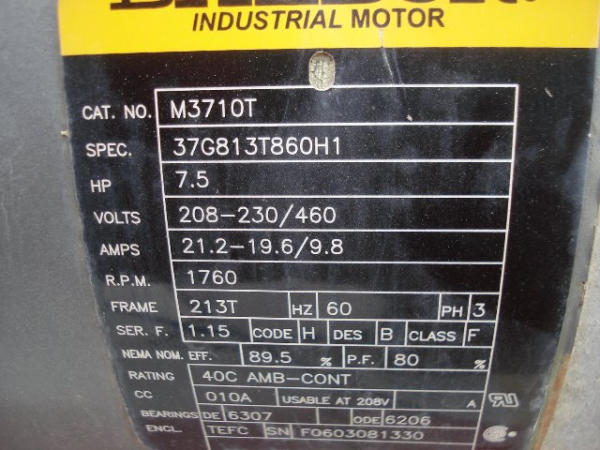 BALDOR
INDUSTRIAL MOTOR
CAT. NO. M3710T
SPEC. 37G813T860H1
HP 7.5
VOLTS 208-230/460
AMPS 21.2-19.6/9.8
R.P.M. 1760
FRAME 213T HZ 60 PH 3
SER. F. 1.15 CODE H DES B CLASS F
NEMA NOM. EFF. 89.5 % P.F. 80 %
RATING 40C AMB-CONT
CC 010A USABLE AT 208V A
BEARINGS DE 6307 ODE 6206
ENCL. TEFC SN F0603081330